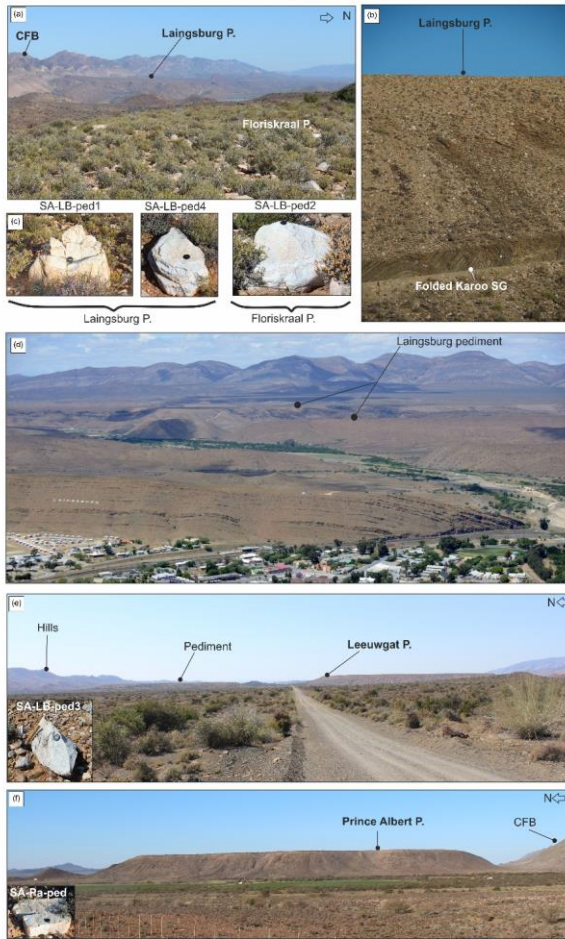 (a)
N
CFB
Laingsburg P.
Floriskraal P.
(b)
Laingsburg P.
Folded Karoo SG
SA-LB-ped1
SA-LB-ped4
SA-LB-ped2
(c)
Laingsburg P.
Floriskraal P.
(d)
Laingsburg pediment
LAINGSBURG
(e)
N
Hills
Pediment
Leeuwgat P.
SA-LB-ped3
(f)
N
Prince Albert P.
CFB
SA-Ra-ped